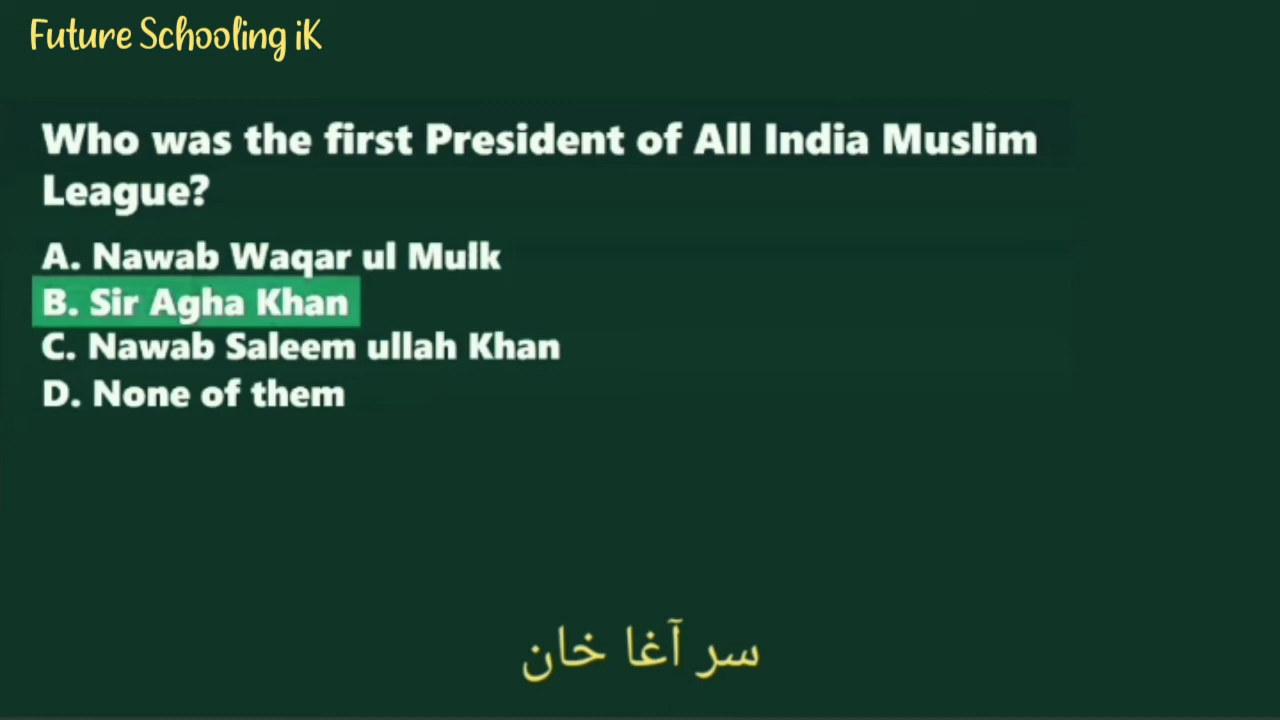 Future Schooling iK
Who was the first President of All India Muslim
League?
A. Nawab Waqar ul Mulk
B. Sir Agha Khan
C. Nawab Saleem ullah Khan
D. None of them
سر آغا خان